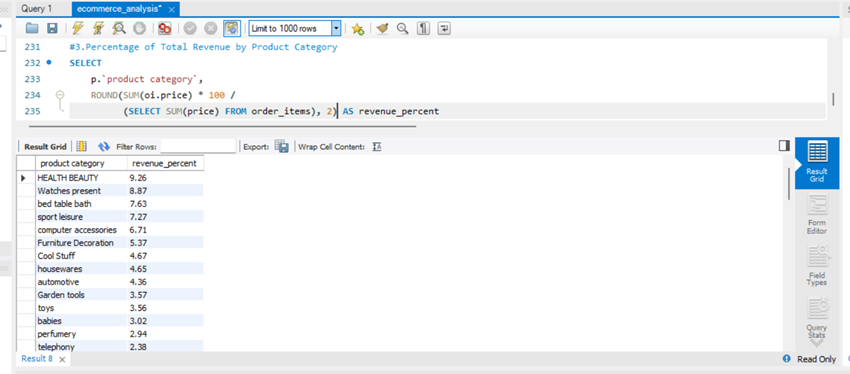 Query 1 ecommerce_analysis*
Limit to 1000 rows
231 #3.Percentage of Total Revenue by Product Category
232 SELECT
233 p.`product category`,
234 ROUND(SUM(oi.price) * 100 /
235 (SELECT SUM(price) FROM order_items), 2) AS revenue_percent
Result Grid Filter Rows: Export: Wrap Cell Content:
product category revenue_percent
HEALTH BEAUTY 9.26
Watches present 8.87
bed table bath 7.63
sport leisure 7.27
computer accessories 6.71
Furniture Decoration 5.37
Cool Stuff 4.67
housewares 4.65
automotive 4.36
Garden tools 3.57
toys 3.56
babies 3.02
perfumery 2.94
telephony 2.38
Result
Grid
Form
Editor
Field
Types
Query
Stats
Result 8 Read Only